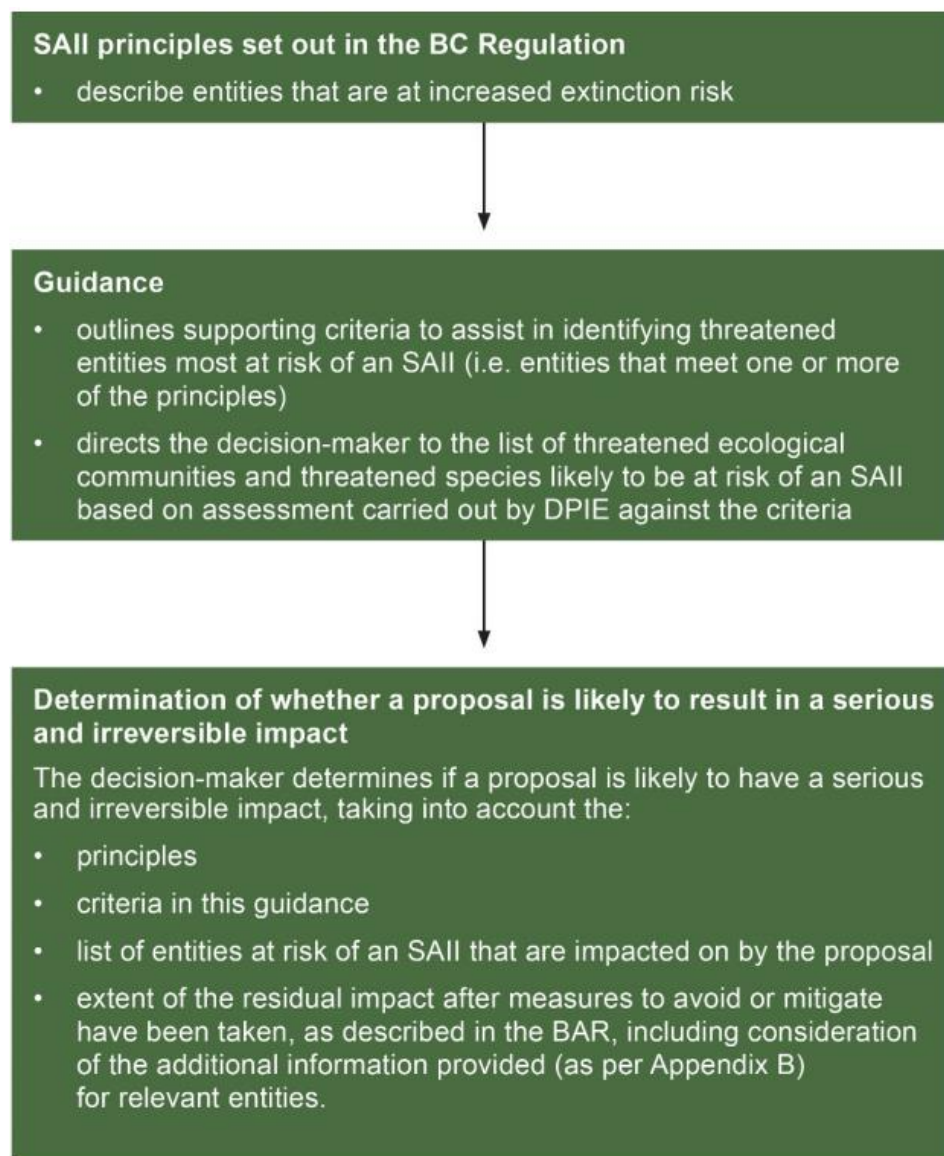 SAII principles set out in the BC Regulation
• describe entities that are at increased extinction risk
Guidance
• outlines supporting criteria to assist in identifying threatened
entities most at risk of an SAII (i.e. entities that meet one or more
of the principles)
• directs the decision-maker to the list of threatened ecological
communities and threatened species likely to be at risk of an SAII
based on assessment carried out by DPIE against the criteria
Determination of whether a proposal is likely to result in a serious
and irreversible impact
The decision-maker determines if a proposal is likely to have a serious
and irreversible impact, taking into account the:
• principles
• criteria in this guidance
• list of entities at risk of an SAII that are impacted on by the proposal
• extent of the residual impact after measures to avoid or mitigate
have been taken, as described in the BAR, including consideration
of the additional information provided (as per Appendix B)
for relevant entities.